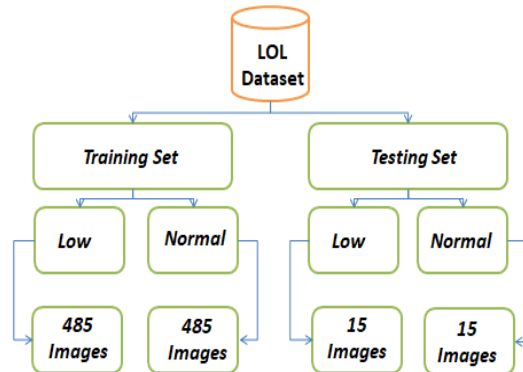 LOL
Dataset
Training Set
Testing Set
Low
Normal
Low
Normal
485
Images
485
Images
15
Images
15
Images